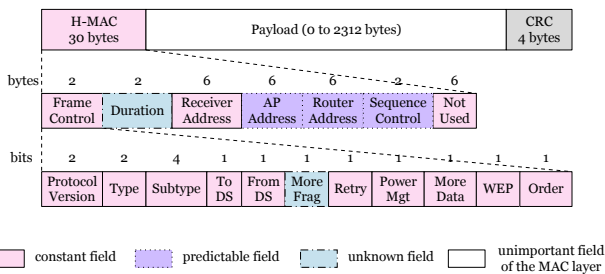 H-MAC
30 bytes
Payload (0 to 2312 bytes)
CRC
4 bytes
bytes 2 2 6 6 6 2 6
Frame Control
Duration
Receiver Address
AP Address
Router Address
Sequence Control
Not Used
bits 2 2 4 1 1 1 1 1 1 1 1
Protocol Version
Type
Subtype
To DS
From DS
More Frag
Retry
Power Mgt
More Data
WEP
Order
constant field
predictable field
unknown field
unimportant field
of the MAC layer